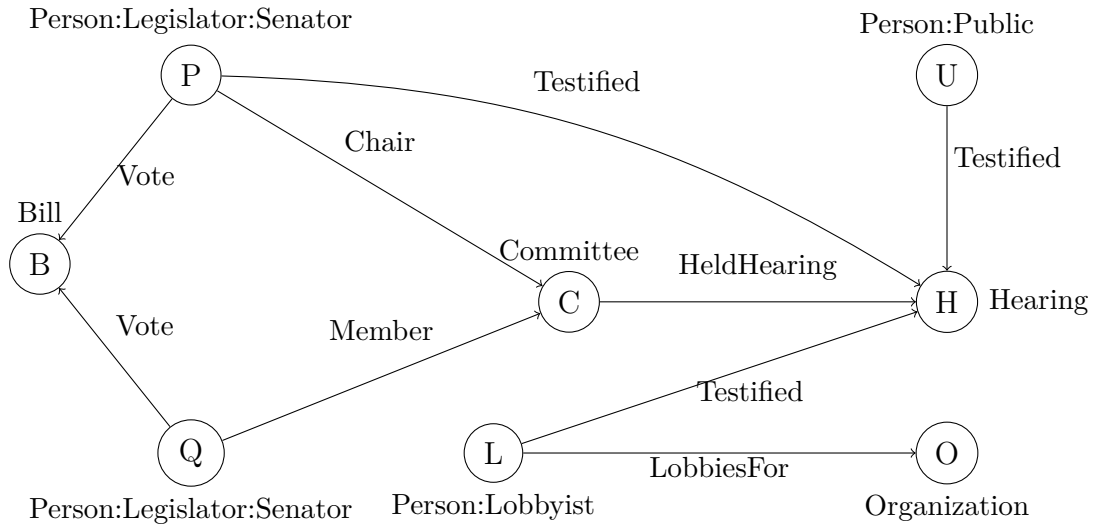 Person:Legislator:Senator
Person:Public
P
U
Testified
Chair
Testified
Vote
Bill
Committee
HeldHearing
B
C
H
Hearing
Vote
Member
Testified
Q
L
O
LobbiesFor
Person:Legislator:Senator
Person:Lobbyist
Organization